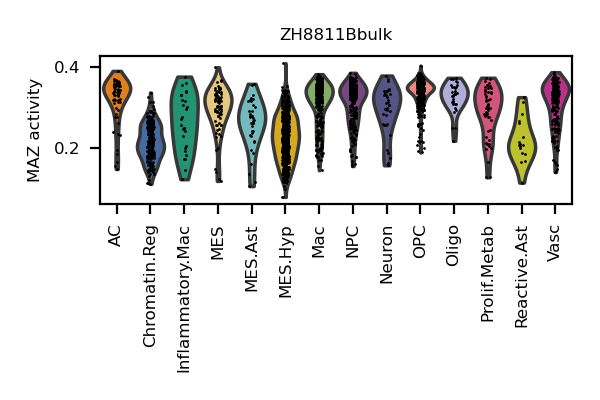 ZH8811Bbulk
MAZ activity
0.4
0.2
AC
Chromatin.Reg
Inflammatory.Mac
MES
MES.Ast
MES.Hyp
Mac
NPC
Neuron
OPC
Oligo
Prolif.Metab
Reactive.Ast
Vasc